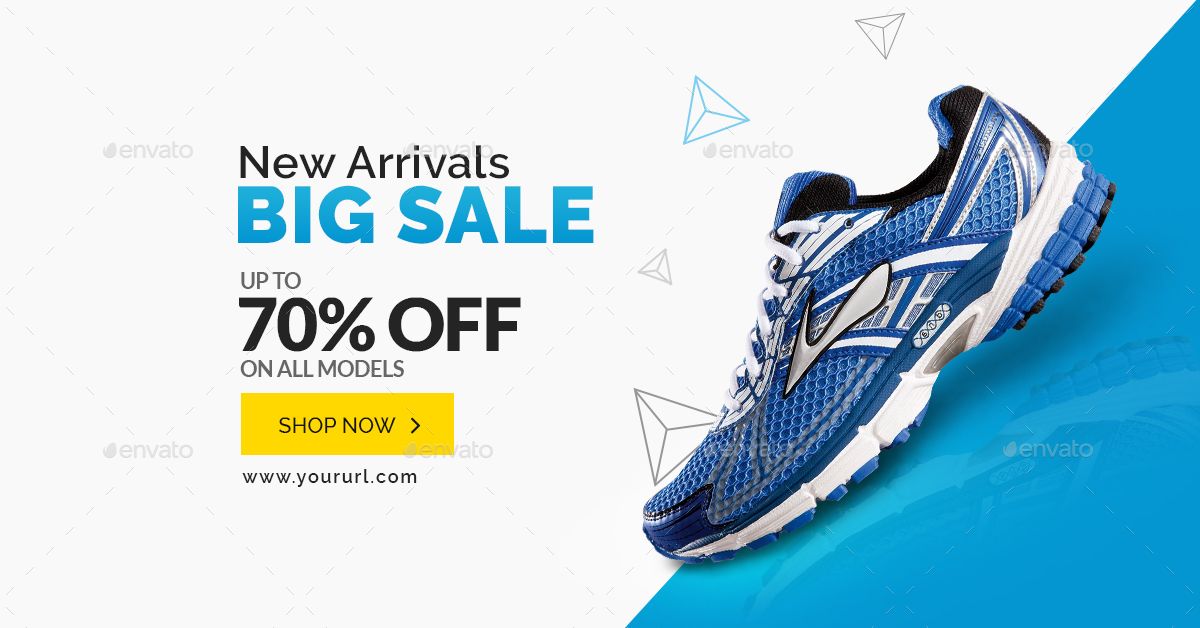 New Arrivals
BIG SALE
UP TO
70% OFF
ON ALL MODELS
SHOP NOW
www.yoururl.com
envato
envato
envato
envato
envato
envato
envato